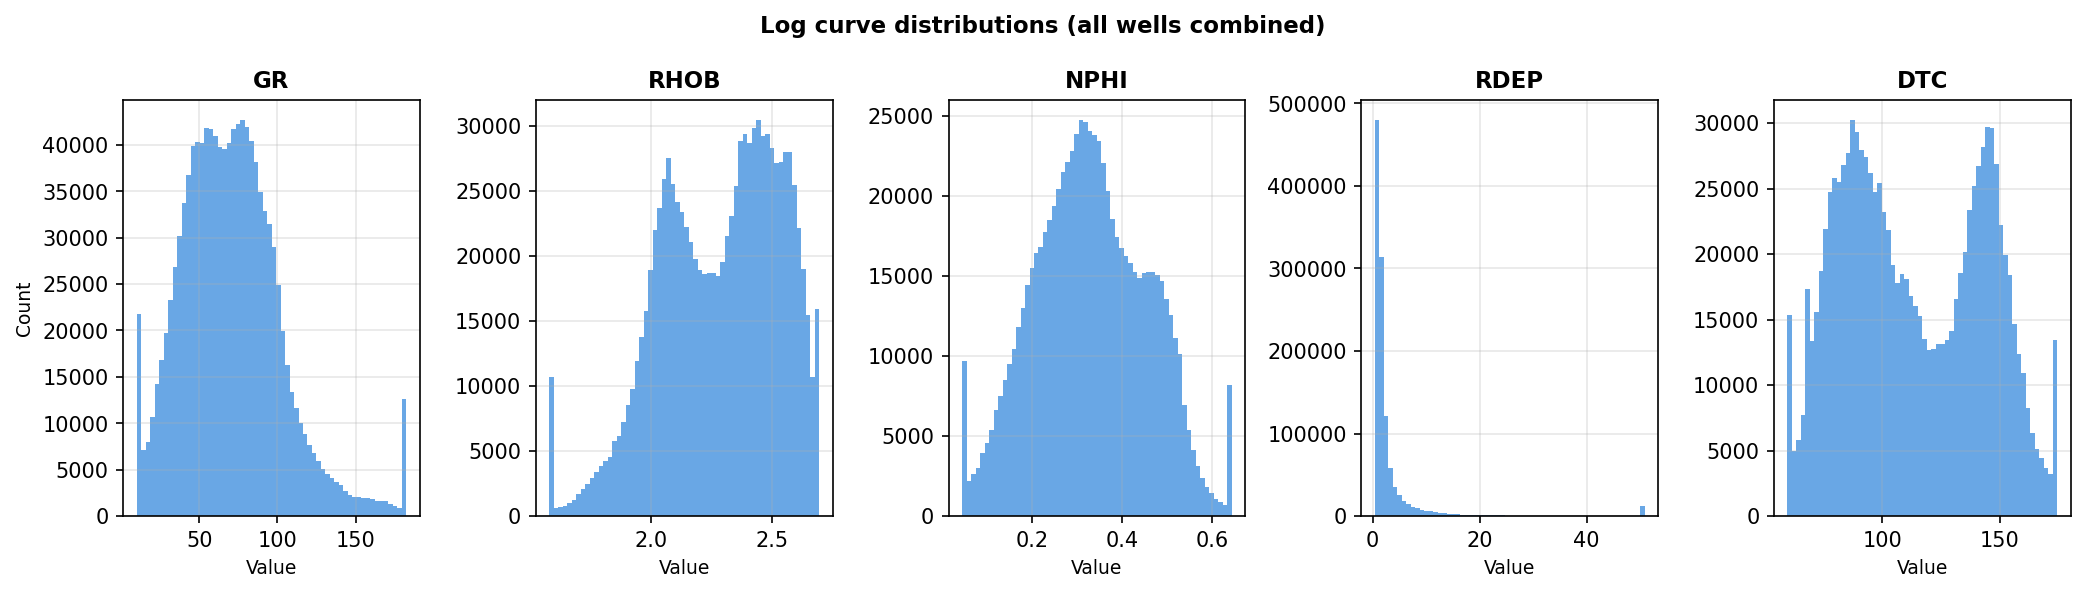 Log curve distributions (all wells combined)
GR
Count
40000
35000
30000
25000
20000
15000
10000
5000
0
50 100 150
Value
RHOB
30000
25000
20000
15000
10000
5000
0
2.0 2.5
Value
NPHI
25000
20000
15000
10000
5000
0
0.2 0.4 0.6
Value
RDEP
500000
400000
300000
200000
100000
0
0 20 40
Value
DTC
30000
25000
20000
15000
10000
5000
0
100 150
Value